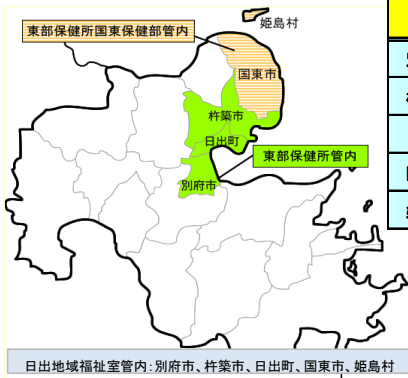 姫島村
東部保健所国東保健部管内
国東市
杵築市
日出町
東部保健所管内
別府市
日出地域福祉室管内:別府市、杵築市、日出町、国東市、姫島村